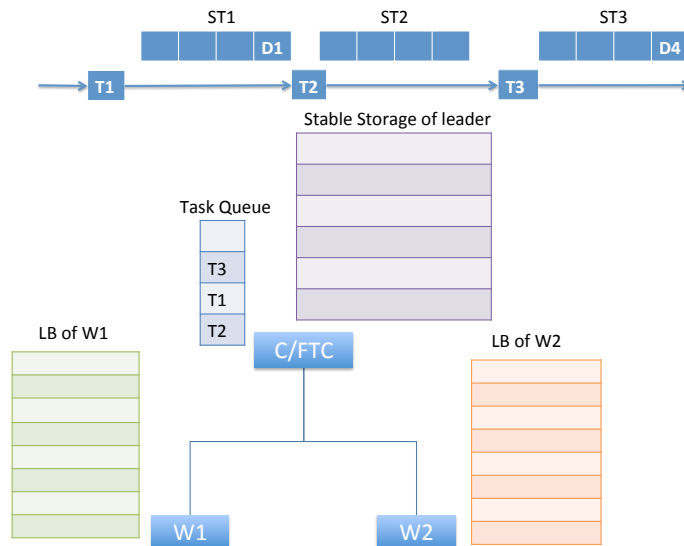 ST1
ST2
ST3
D1
D4
T1
T2
T3
Stable Storage of leader
Task Queue
T3
T1
T2
LB of W1
C/FTC
LB of W2
W1
W2